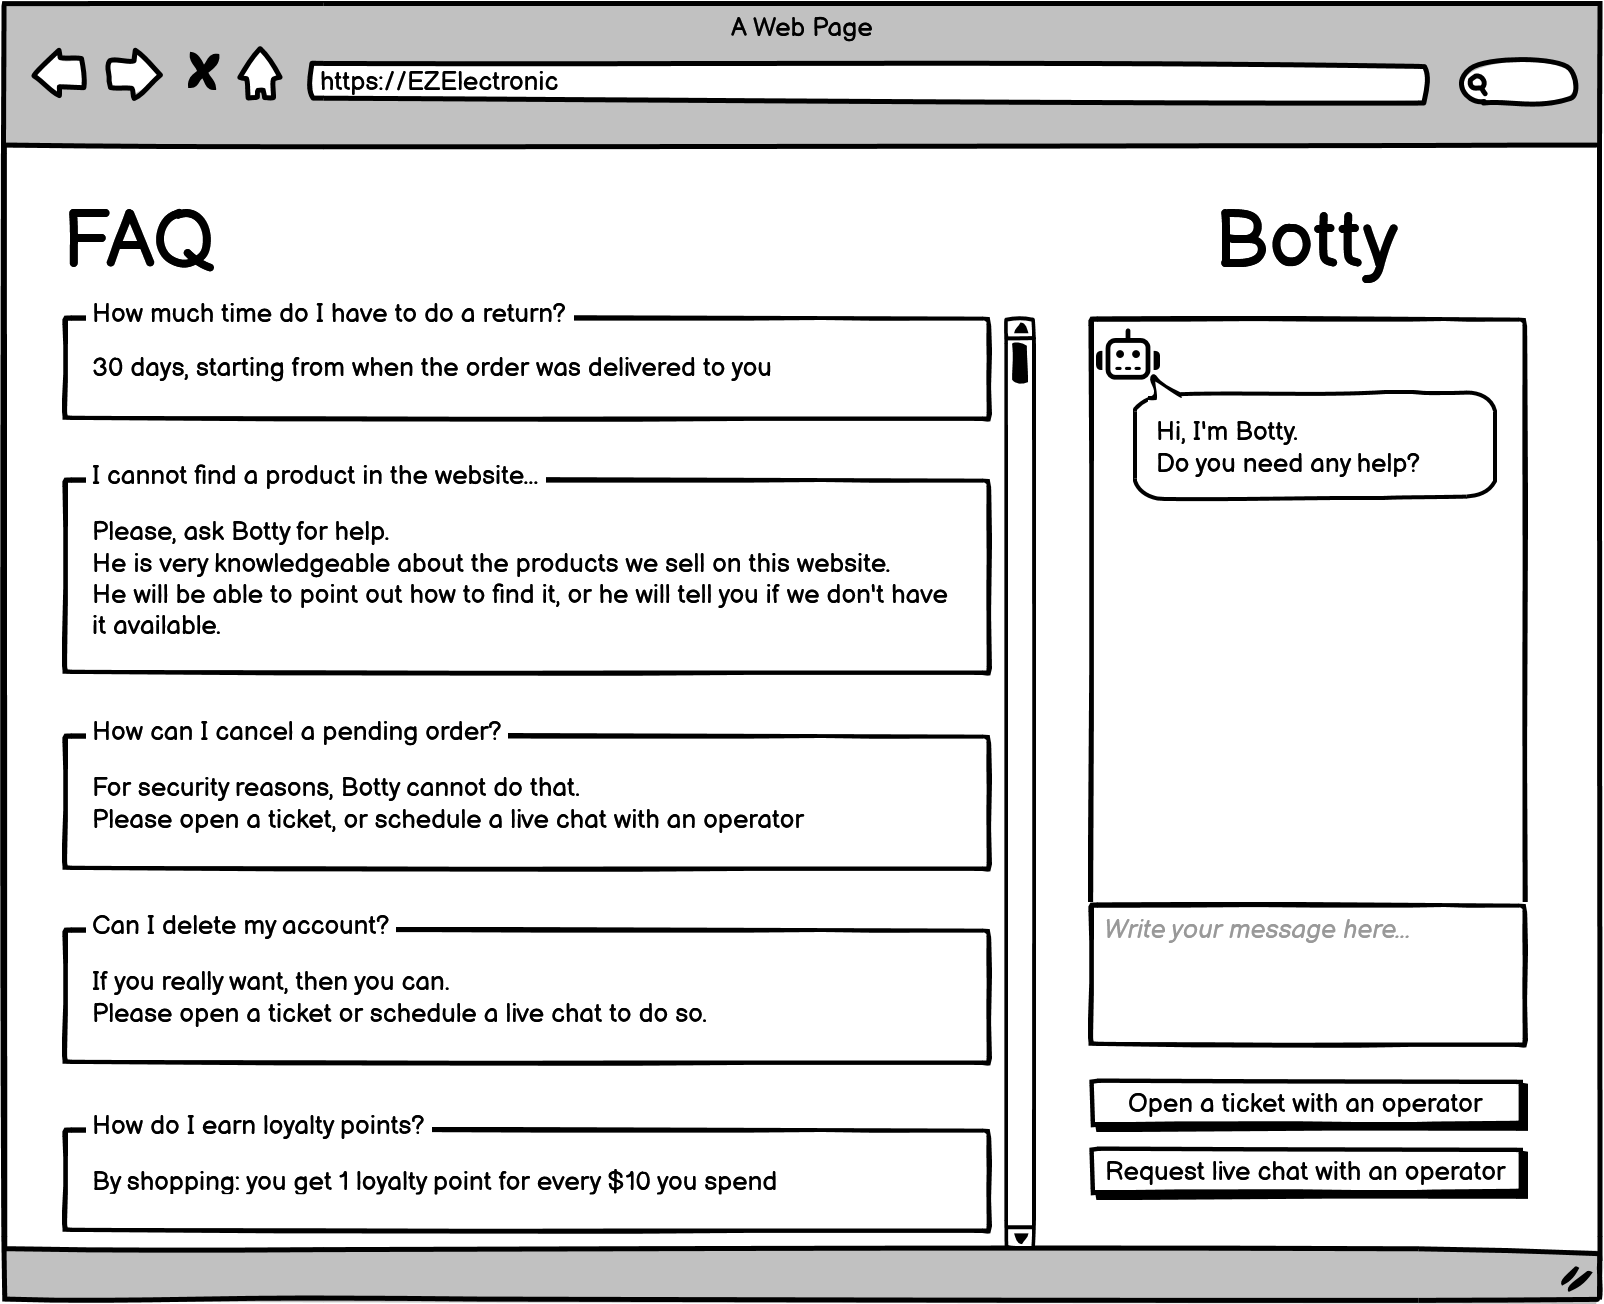 A Web Page
https://EZElectronic
FAQ
How much time do I have to do a return?
30 days, starting from when the order was delivered to you
I cannot find a product in the website...
Please, ask Botty for help.
He is very knowledgeable about the products we sell on this website.
He will be able to point out how to find it, or he will tell you if we don't have
it available.
How can I cancel a pending order?
For security reasons, Botty cannot do that.
Please open a ticket, or schedule a live chat with an operator
Can I delete my account?
If you really want, then you can.
Please open a ticket or schedule a live chat to do so.
How do I earn loyalty points?
By shopping: you get 1 loyalty point for every $10 you spend
Botty
Hi, I'm Botty.
Do you need any help?
Write your message here...
Open a ticket with an operator
Request live chat with an operator